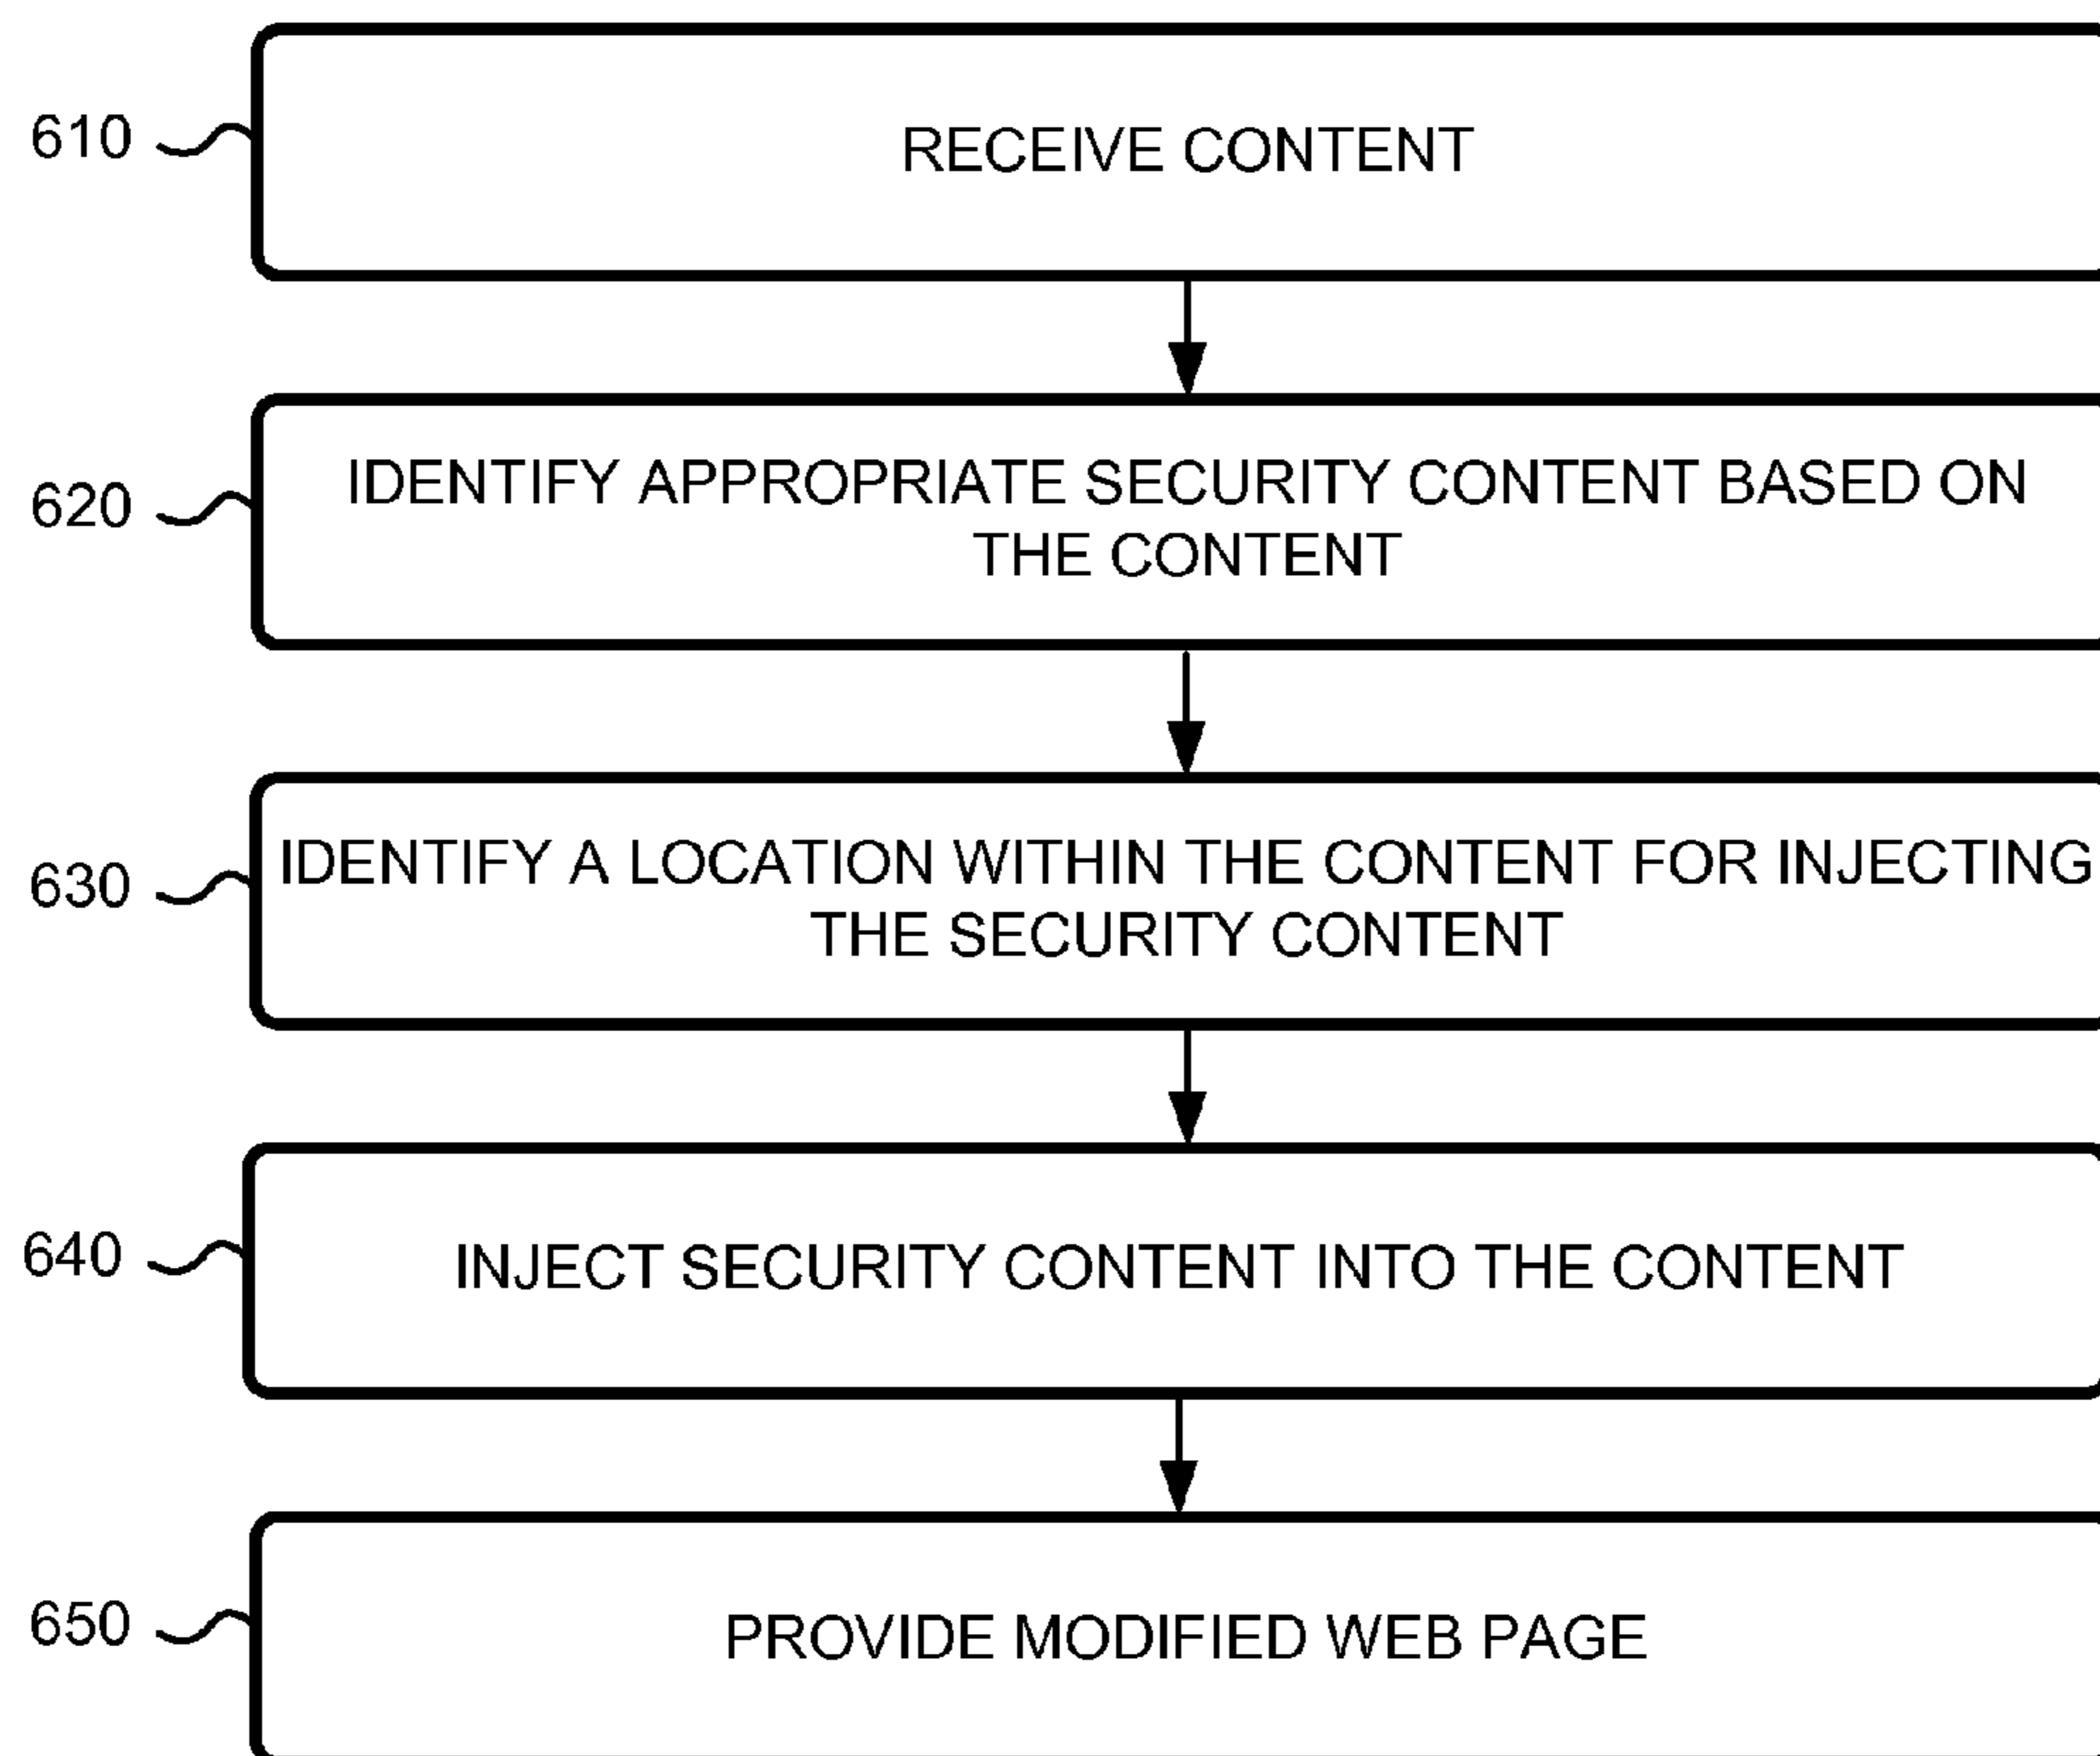 610
RECEIVE CONTENT
620
IDENTIFY APPROPRIATE SECURITY CONTENT BASED ON
THE CONTENT
630
IDENTIFY A LOCATION WITHIN THE CONTENT FOR INJECTING
THE SECURITY CONTENT
640
INJECT SECURITY CONTENT INTO THE CONTENT
650
PROVIDE MODIFIED WEB PAGE